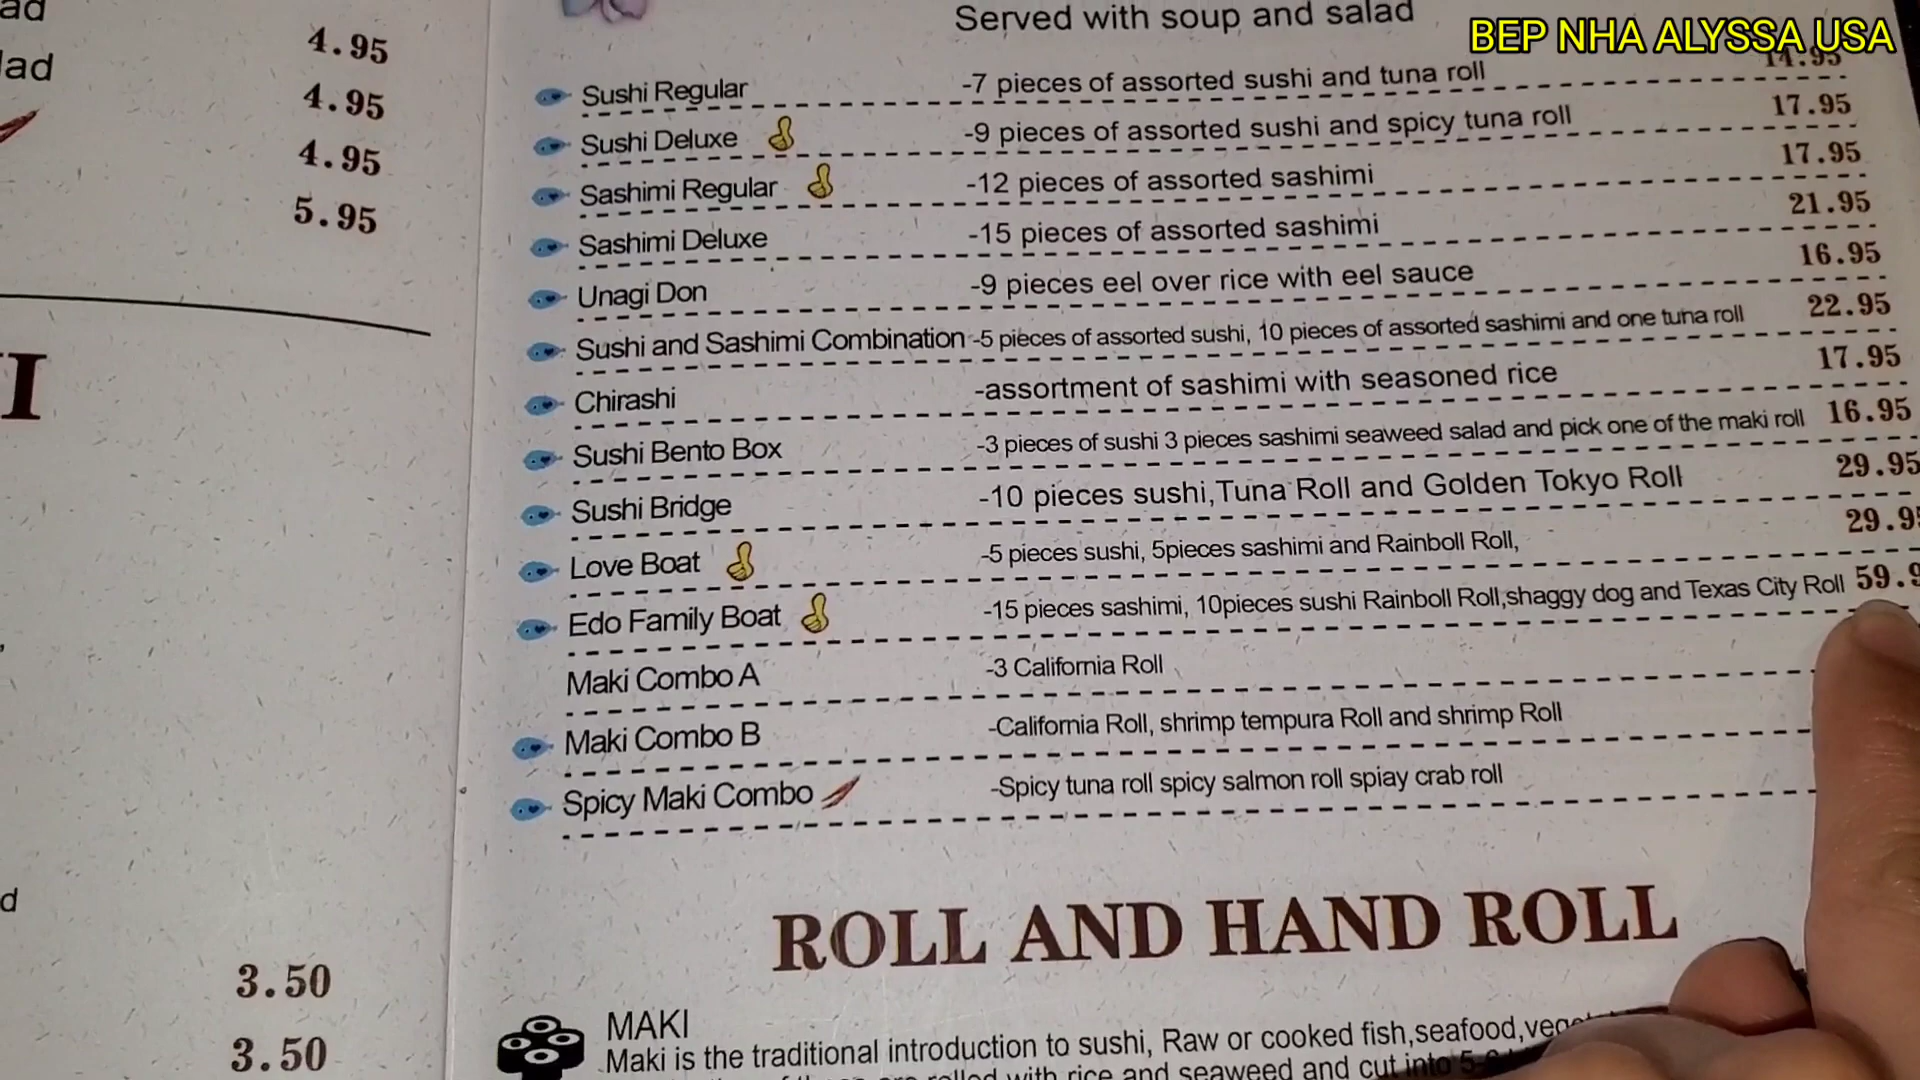 BEP NHA ALYSSA USA
ad
4.95
lad
4.95
4.95
5.95
I
d
3.50
3.50
Served with soup and salad
Sushi Regular -7 pieces of assorted sushi and tuna roll 14.95
Sushi Deluxe -9 pieces of assorted sushi and spicy tuna roll 17.95
Sashimi Regular -12 pieces of assorted sashimi 17.95
Sashimi Deluxe -15 pieces of assorted sashimi 21.95
Unagi Don -9 pieces eel over rice with eel sauce 16.95
Sushi and Sashimi Combination -5 pieces of assorted sushi, 10 pieces of assorted sashimi and one tuna roll 22.95
Chirashi -assortment of sashimi with seasoned rice 17.95
Sushi Bento Box -3 pieces of sushi 3 pieces sashimi seaweed salad and pick one of the maki roll 16.95
Sushi Bridge -10 pieces sushi,Tuna Roll and Golden Tokyo Roll 29.95
Love Boat -5 pieces sushi, 5pieces sashimi and Rainboll Roll, 29.95
Edo Family Boat -15 pieces sashimi, 10pieces sushi Rainboll Roll,shaggy dog and Texas City Roll 59.9
Maki Combo A -3 California Roll
Maki Combo B -California Roll, shrimp tempura Roll and shrimp Roll
Spicy Maki Combo -Spicy tuna roll spicy salmon roll spiay crab roll
ROLL AND HAND ROLL
MAKI
Maki is the traditional introduction to sushi, Raw or cooked fish,seafood,
rolled with rice and seaweed and cut into